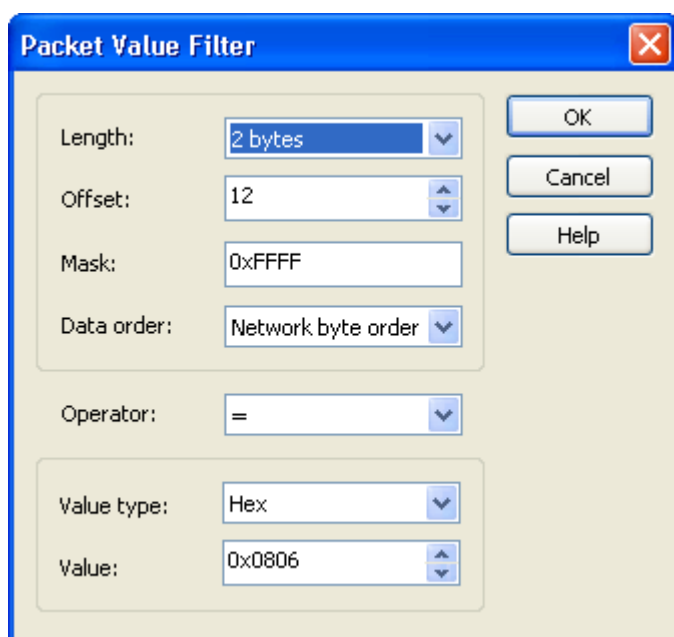 Packet Value Filter
Length: 2 bytes
OK
Offset: 12
Cancel
Mask: 0xFFFF
Help
Data order: Network byte order
Operator: =
Value type: Hex
Value: 0x0806